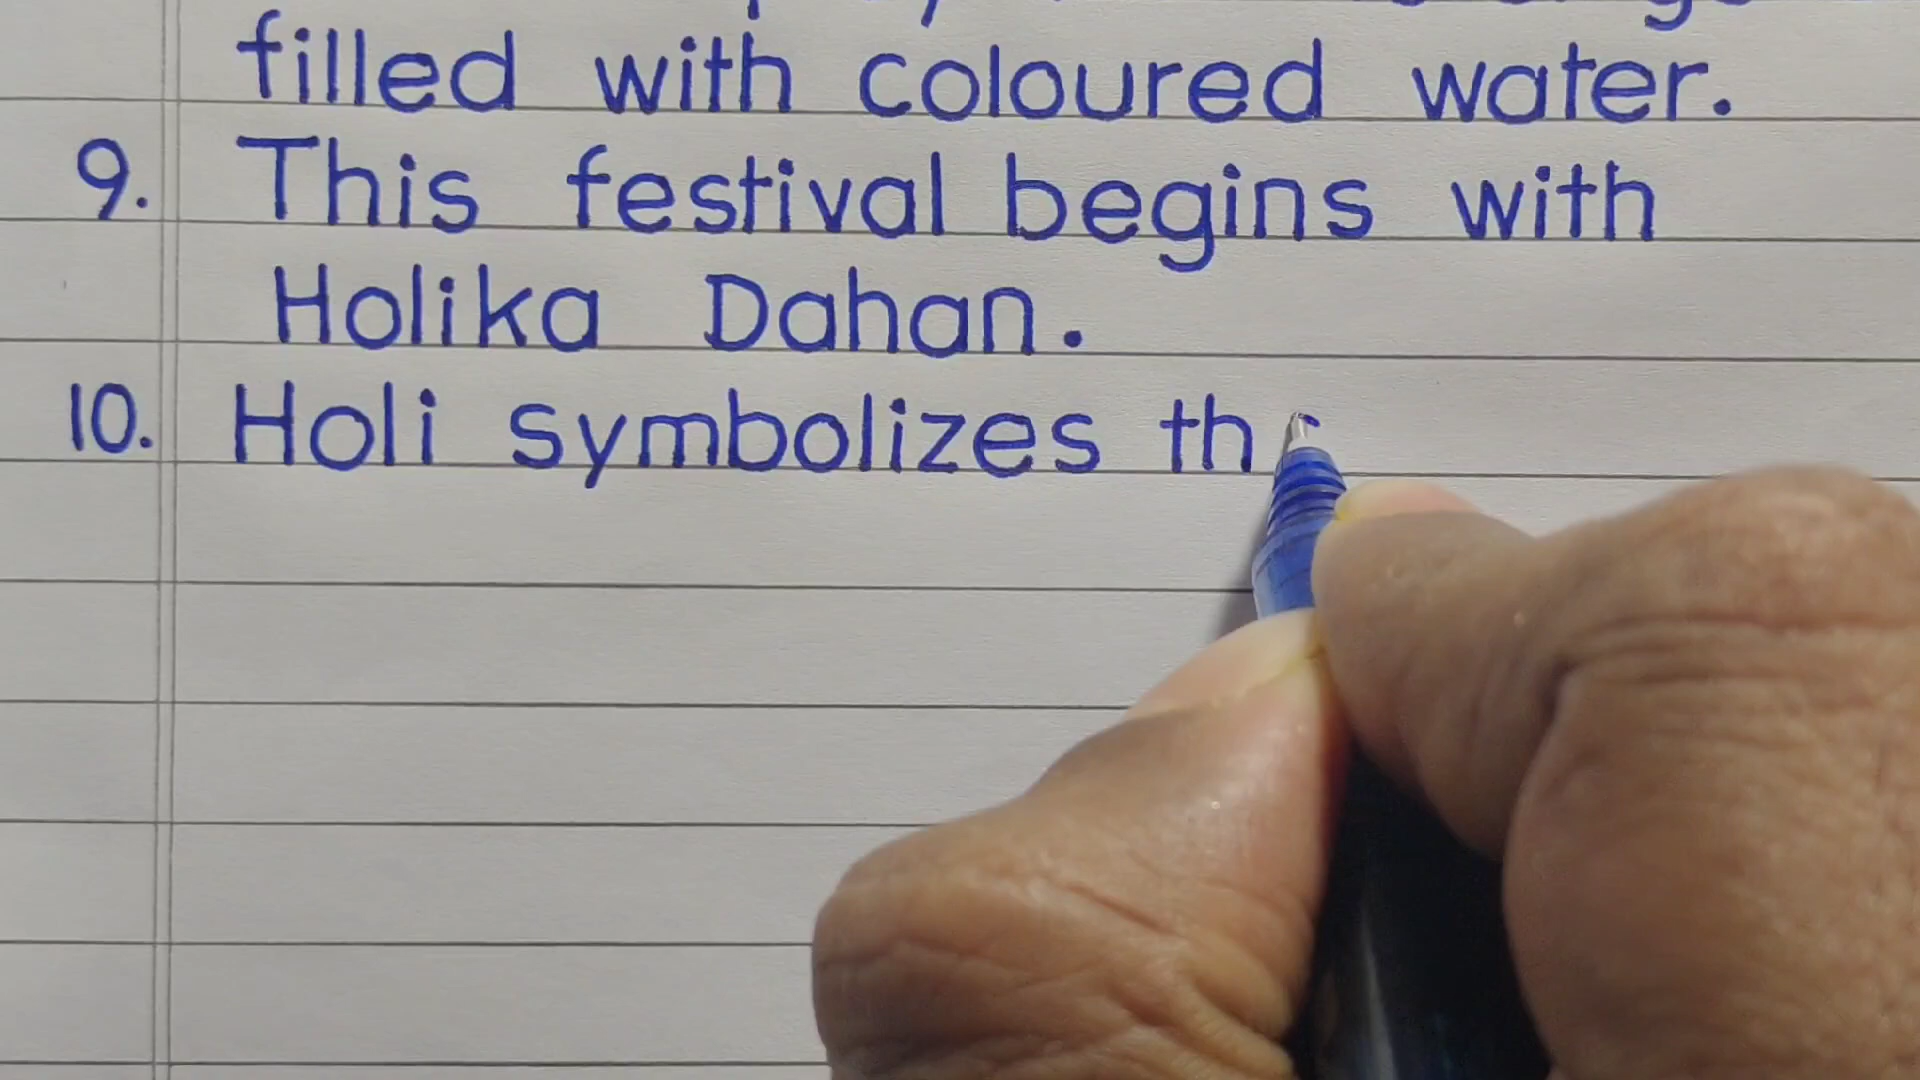 filled with coloured water.
9. This festival begins with
Holika Dahan.
10. Holi symbolizes th